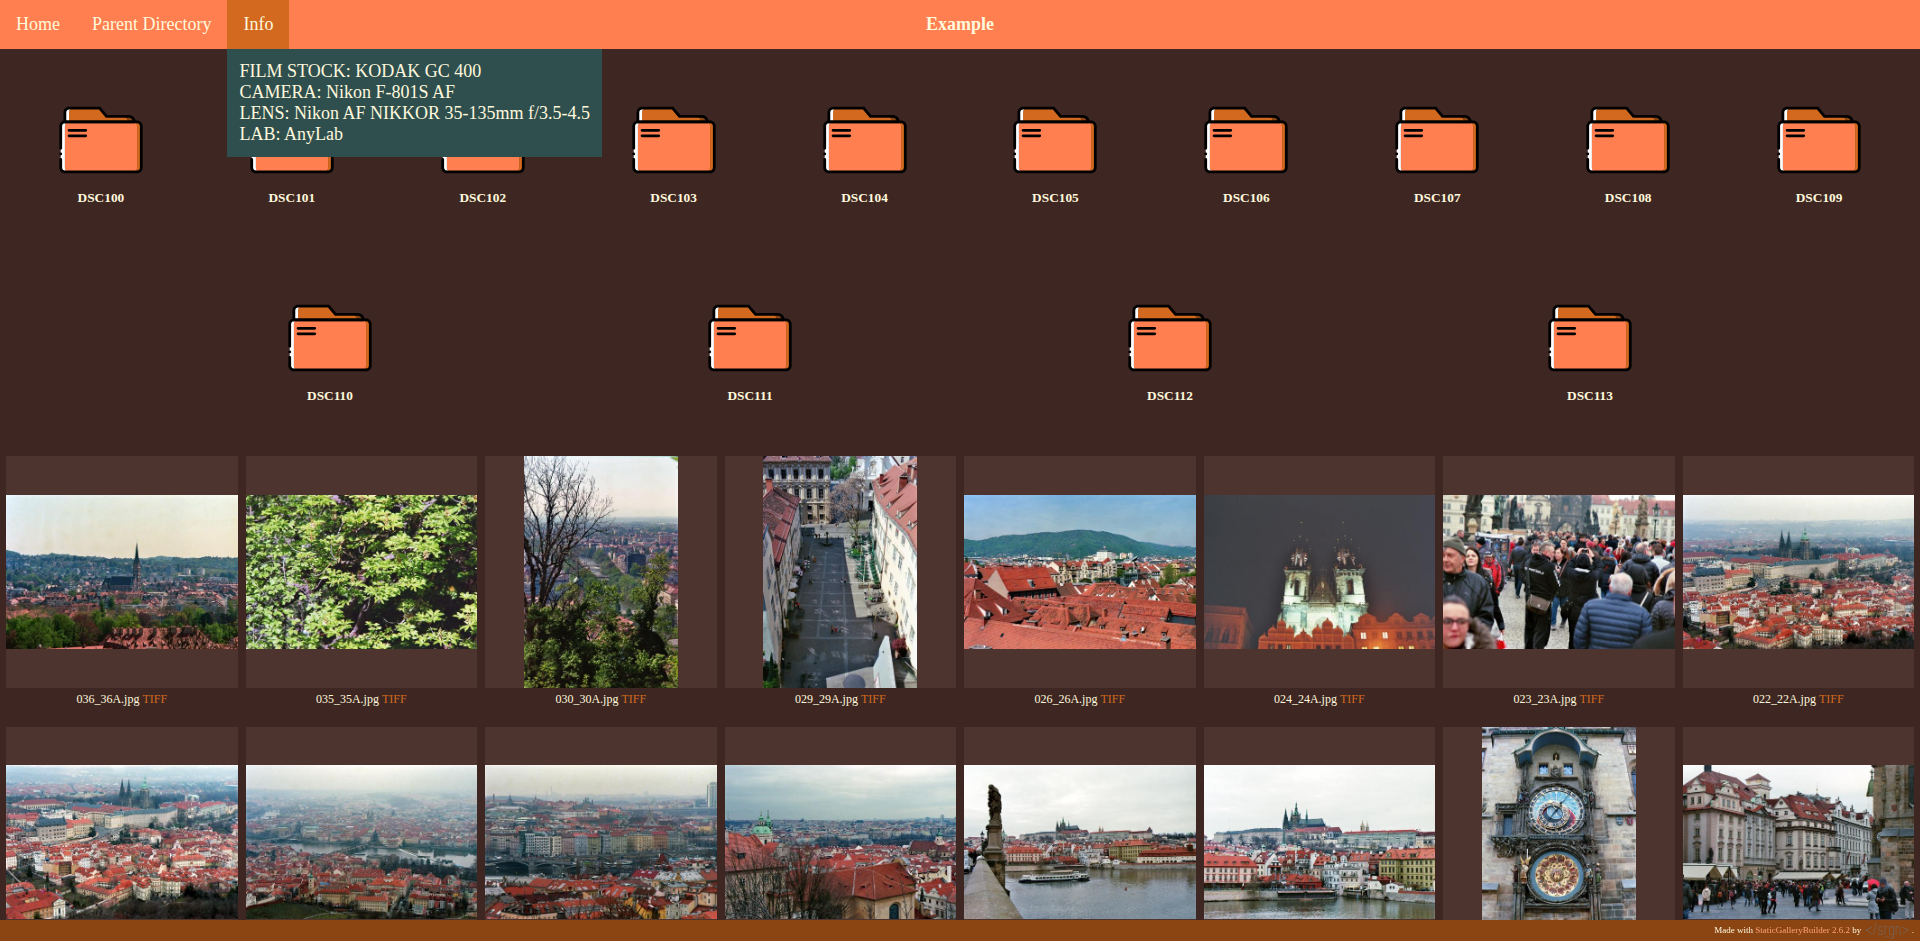 Home Parent Directory Info Example
FILM STOCK: KODAK GC 400
CAMERA: Nikon F-801S AF
LENS: Nikon AF NIKKOR 35-135mm f/3.5-4.5
LAB: AnyLab
DSC100 DSC101 DSC102 DSC103 DSC104 DSC105 DSC106 DSC107 DSC108 DSC109
DSC110 DSC111 DSC112 DSC113
036_36A.jpg TIFF 035_35A.jpg TIFF 030_30A.jpg TIFF 029_29A.jpg TIFF 026_26A.jpg TIFF 024_24A.jpg TIFF 023_23A.jpg TIFF 022_22A.jpg TIFF
Made with StaticGalleryBuilder 2.6.2 by </srgn> .